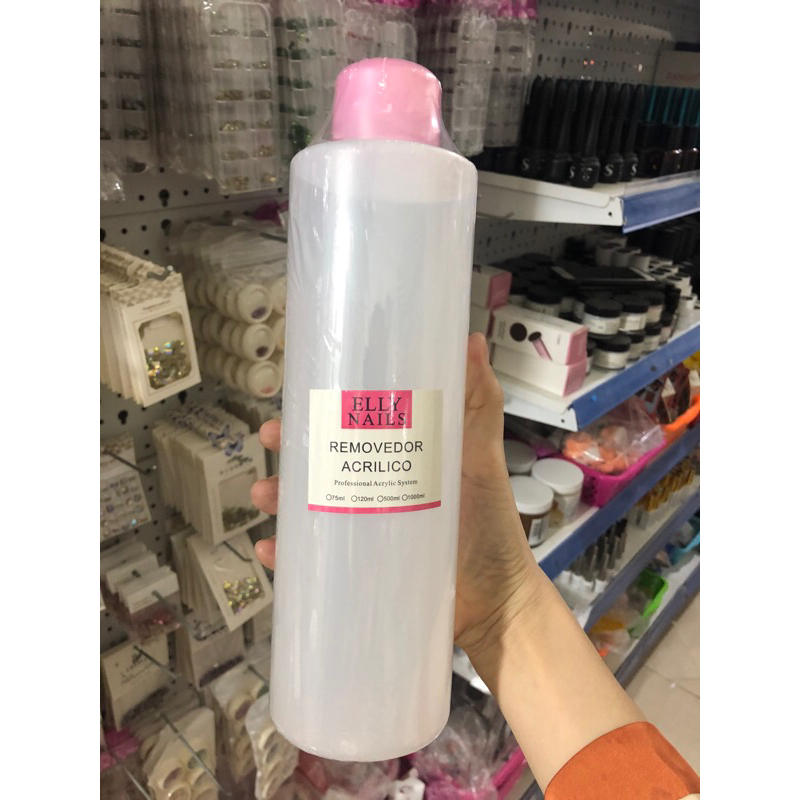 ELLY
NAILS
REMOVEDOR
ACRILICO
Professional Acrylic System
75ml 120ml 500ml 1000ml